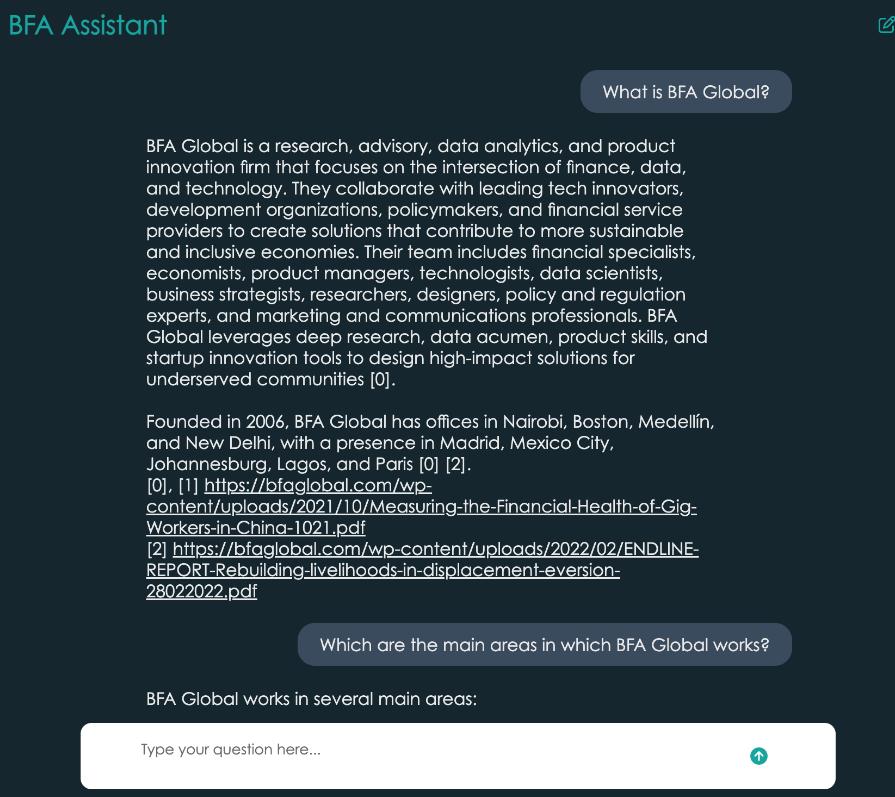 BFA Assistant
What is BFA Global?
BFA Global is a research, advisory, data analytics, and product
innovation firm that focuses on the intersection of finance, data,
and technology. They collaborate with leading tech innovators,
development organizations, policymakers, and financial service
providers to create solutions that contribute to more sustainable
and inclusive economies. Their team includes financial specialists,
economists, product managers, technologists, data scientists,
business strategists, researchers, designers, policy and regulation
experts, and marketing and communications professionals. BFA
Global leverages deep research, data acumen, product skills, and
startup innovation tools to design high-impact solutions for
underserved communities [0].
Founded in 2006, BFA Global has offices in Nairobi, Boston, Medellín,
and New Delhi, with a presence in Madrid, Mexico City,
Johannesburg, Lagos, and Paris [0] [2].
[0], [1] https://bfaglobal.com/wp-
content/uploads/2021/10/Measuring-the-Financial-Health-of-Gig-
Workers-in-China-1021.pdf
[2] https://bfaglobal.com/wp-content/uploads/2022/02/ENDLINE-
REPORT-Rebuilding-livelihoods-in-displacement-eversion-
28022022.pdf
Which are the main areas in which BFA Global works?
BFA Global works in several main areas:
Type your question here...